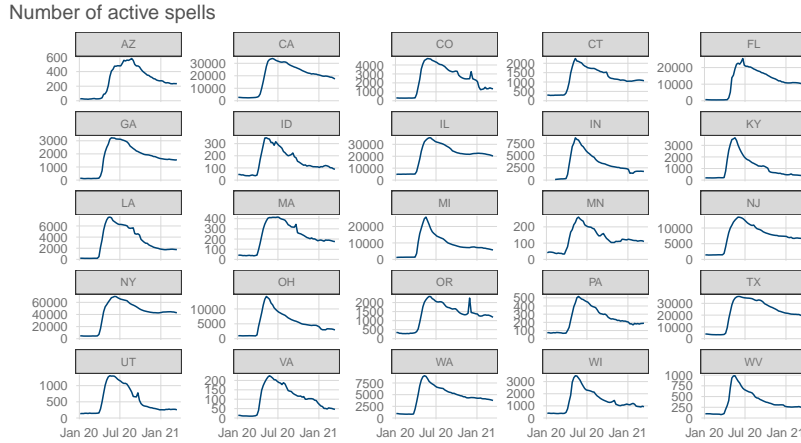 Number of active spells
AZ CA CO CT FL
600 400 200 0
30000 20000 10000 0
4000 3000 2000 1000 0
2000 1500 1000 500 0
20000 10000 0
GA ID IL IN KY
3000 2000 1000 0
300 200 100 0
30000 20000 10000 0
7500 5000 2500 0
3000 2000 1000 0
LA MA MI MN NJ
6000 4000 2000 0
400 300 200 100 0
20000 10000 0
200 100 0
10000 5000 0
NY OH OR PA TX
60000 40000 20000 0
10000 5000 0
2000 1500 1000 500 0
500 400 300 200 100 0
30000 20000 10000 0
UT VA WA WI WV
1000 500 0
200 150 100 50 0
7500 5000 2500 0
3000 2000 1000 0
1000 750 500 250 0
Jan 20 Jul 20 Jan 21 Jan 20 Jul 20 Jan 21 Jan 20 Jul 20 Jan 21 Jan 20 Jul 20 Jan 21 Jan 20 Jul 20 Jan 21